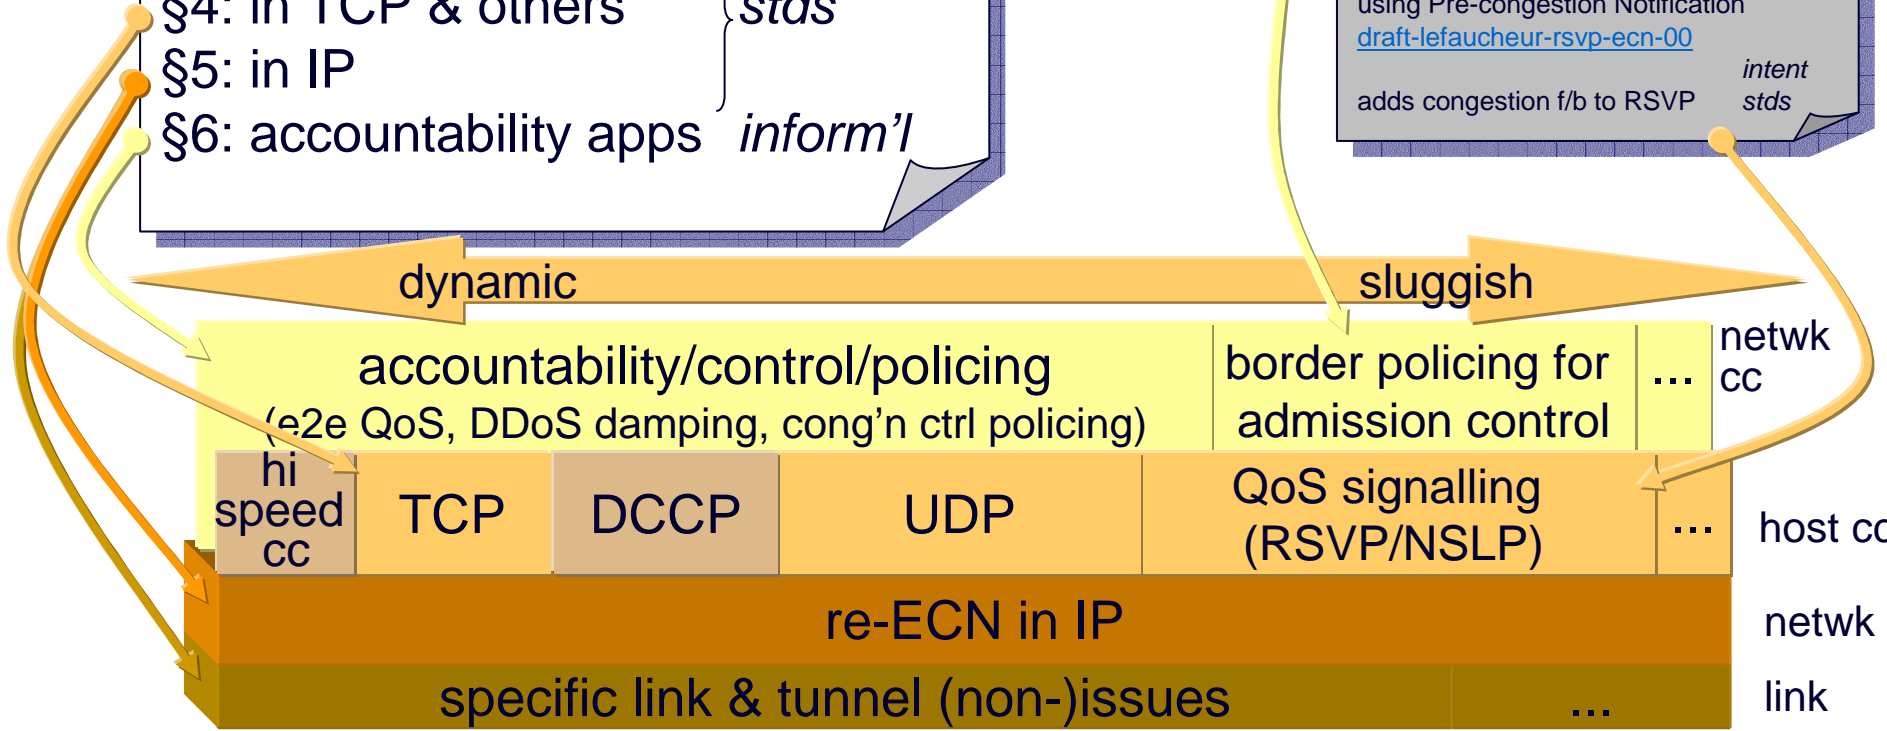 §4: in TCP & others stds
§5: in IP
§6: accountability apps inform'l
using Pre-congestion Notification
draft-lefaucheur-rsvp-ecn-00
intent
adds congestion f/b to RSVP stds
dynamic
sluggish
accountability/control/policing
(e2e QoS, DDoS damping, cong'n ctrl policing)
border policing for
admission control
...
netwk
cc
hi
speed
cc
TCP
DCCP
UDP
QoS signalling
(RSVP/NSLP)
...
host cc
re-ECN in IP
netwk
specific link & tunnel (non-)issues
...
link